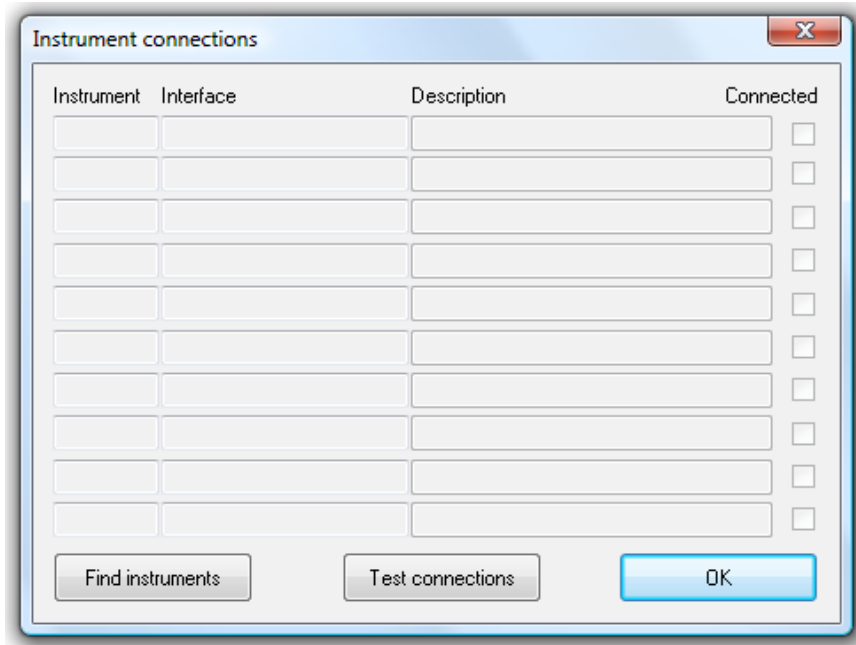 Instrument connections
Instrument Interface Description Connected
Find instruments Test connections OK